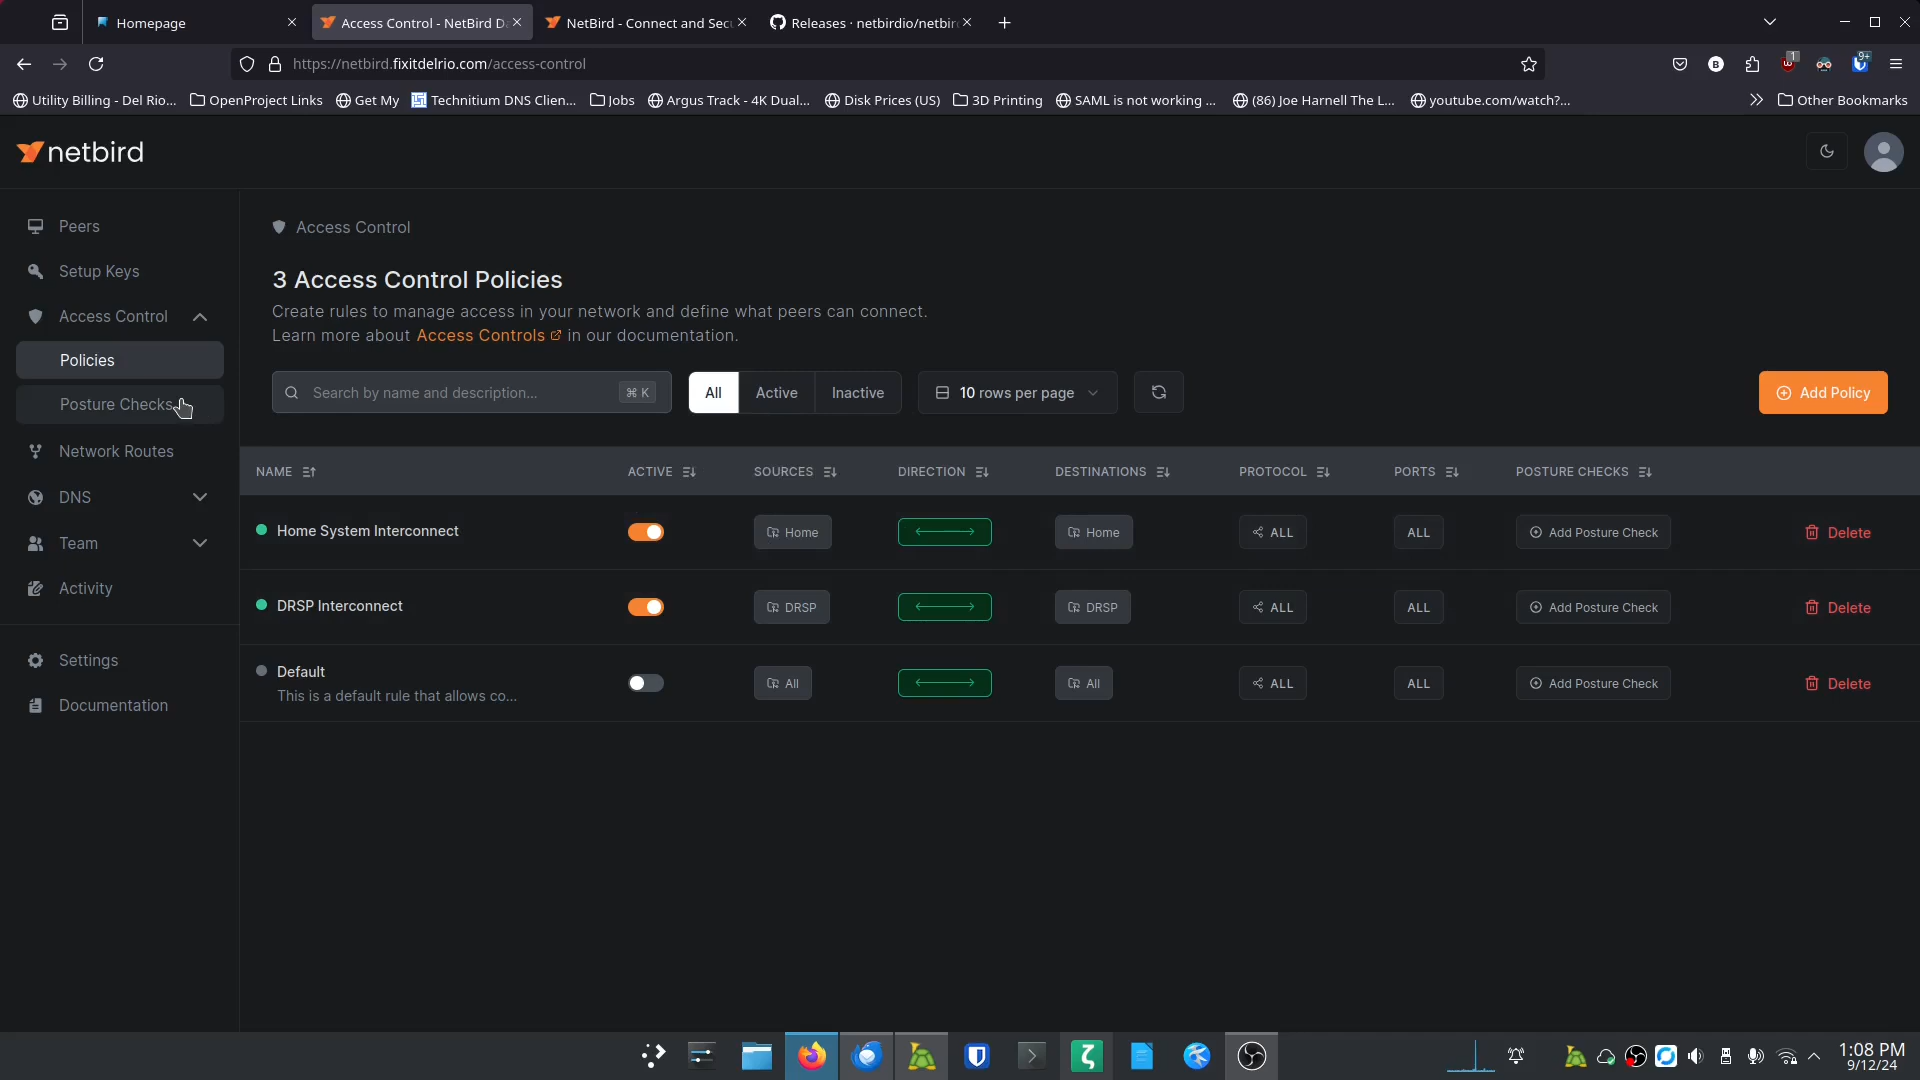 Homepage
Access Control - NetBird D
NetBird - Connect and Sec
Releases · netbirdio/netbir
https://netbird.fixitdelrio.com/access-control
1
9+
Utility Billing - Del Rio...
OpenProject Links
Get My
Technitium DNS Clien...
Jobs
Argus Track - 4K Dual...
Disk Prices (US)
3D Printing
SAML is not working ...
(86) Joe Harnell The L...
youtube.com/watch?...
Other Bookmarks
netbird
Peers
Setup Keys
Access Control
Policies
Posture Checks
Network Routes
DNS
Team
Activity
Settings
Documentation
Access Control
3 Access Control Policies
Create rules to manage access in your network and define what peers can connect.
Learn more about Access Controls in our documentation.
Search by name and description...
⌘ K
All
Active
Inactive
10 rows per page
Add Policy
NAME
ACTIVE
SOURCES
DIRECTION
DESTINATIONS
PROTOCOL
PORTS
POSTURE CHECKS
Home System Interconnect
Home
Home
ALL
ALL
Add Posture Check
Delete
DRSP Interconnect
DRSP
DRSP
ALL
ALL
Add Posture Check
Delete
Default
This is a default rule that allows co...
All
All
ALL
ALL
Add Posture Check
Delete
1:08 PM
9/12/24